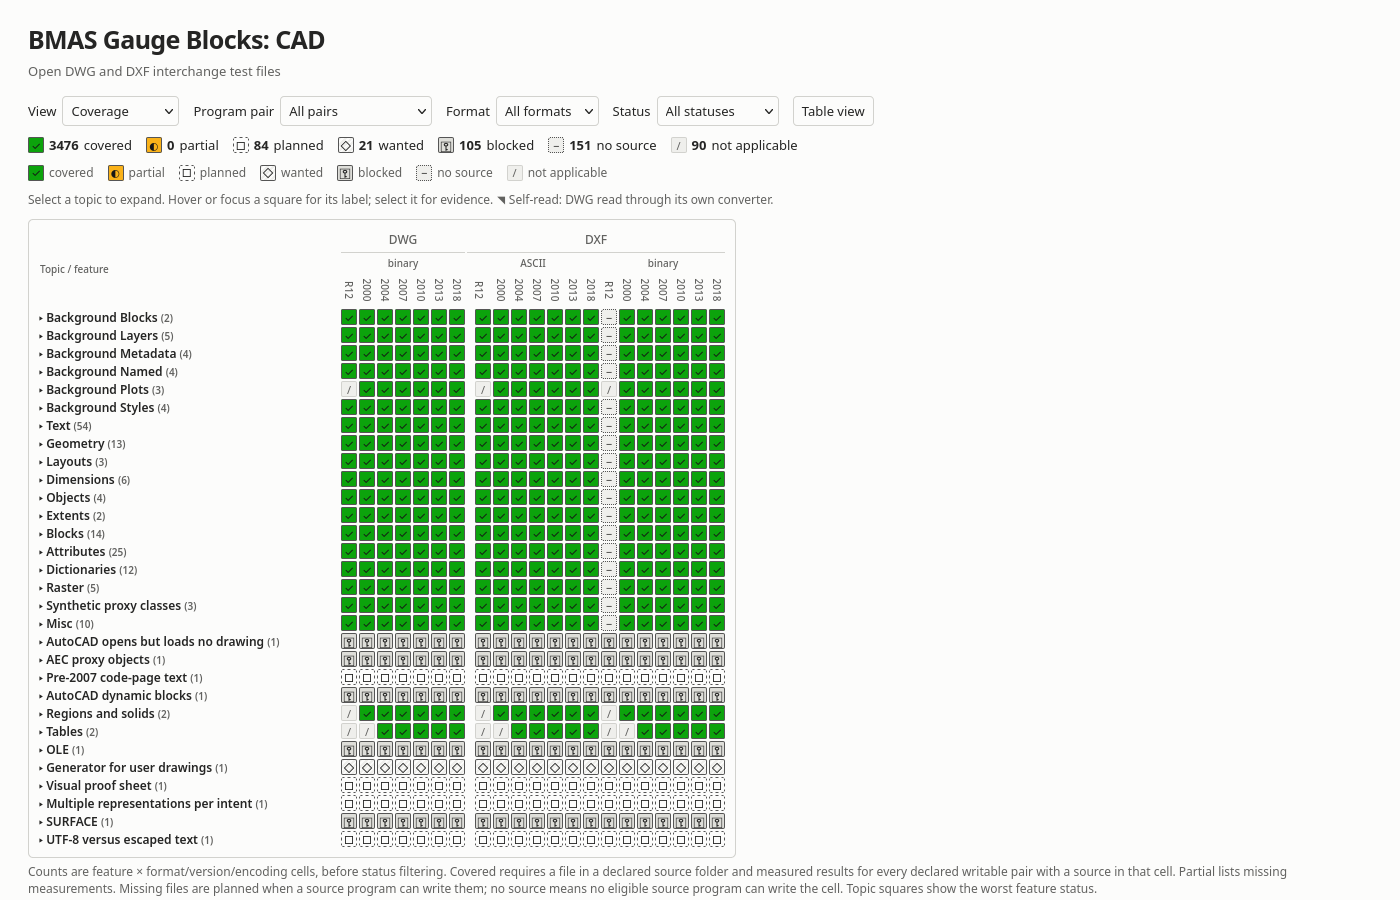 BMAS Gauge Blocks: CAD
Open DWG and DXF interchange test files
View Coverage Program pair All pairs Format All formats Status All statuses Table view
3476 covered 0 partial 84 planned 21 wanted 105 blocked 151 no source 90 not applicable
covered partial planned wanted blocked no source not applicable
Select a topic to expand. Hover or focus a square for its label; select it for evidence. ◥ Self-read: DWG read through its own converter.
DWG DXF
Topic / feature binary ASCII binary
R12 2000 2004 2007 2010 2013 2018 R12 2000 2004 2007 2010 2013 2018 R12 2000 2004 2007 2010 2013 2018
Background Blocks (2)
Background Layers (5)
Background Metadata (4)
Background Named (4)
Background Plots (3)
Background Styles (4)
Text (54)
Geometry (13)
Layouts (3)
Dimensions (6)
Objects (4)
Extents (2)
Blocks (14)
Attributes (25)
Dictionaries (12)
Raster (5)
Synthetic proxy classes (3)
Misc (10)
AutoCAD opens but loads no drawing (1)
AEC proxy objects (1)
Pre-2007 code-page text (1)
AutoCAD dynamic blocks (1)
Regions and solids (2)
Tables (2)
OLE (1)
Generator for user drawings (1)
Visual proof sheet (1)
Multiple representations per intent (1)
SURFACE (1)
UTF-8 versus escaped text (1)
Counts are feature × format/version/encoding cells, before status filtering. Covered requires a file in a declared source folder and measured results for every declared writable pair with a source in that cell. Partial lists missing
measurements. Missing files are planned when a source program can write them; no source means no eligible source program can write the cell. Topic squares show the worst feature status.